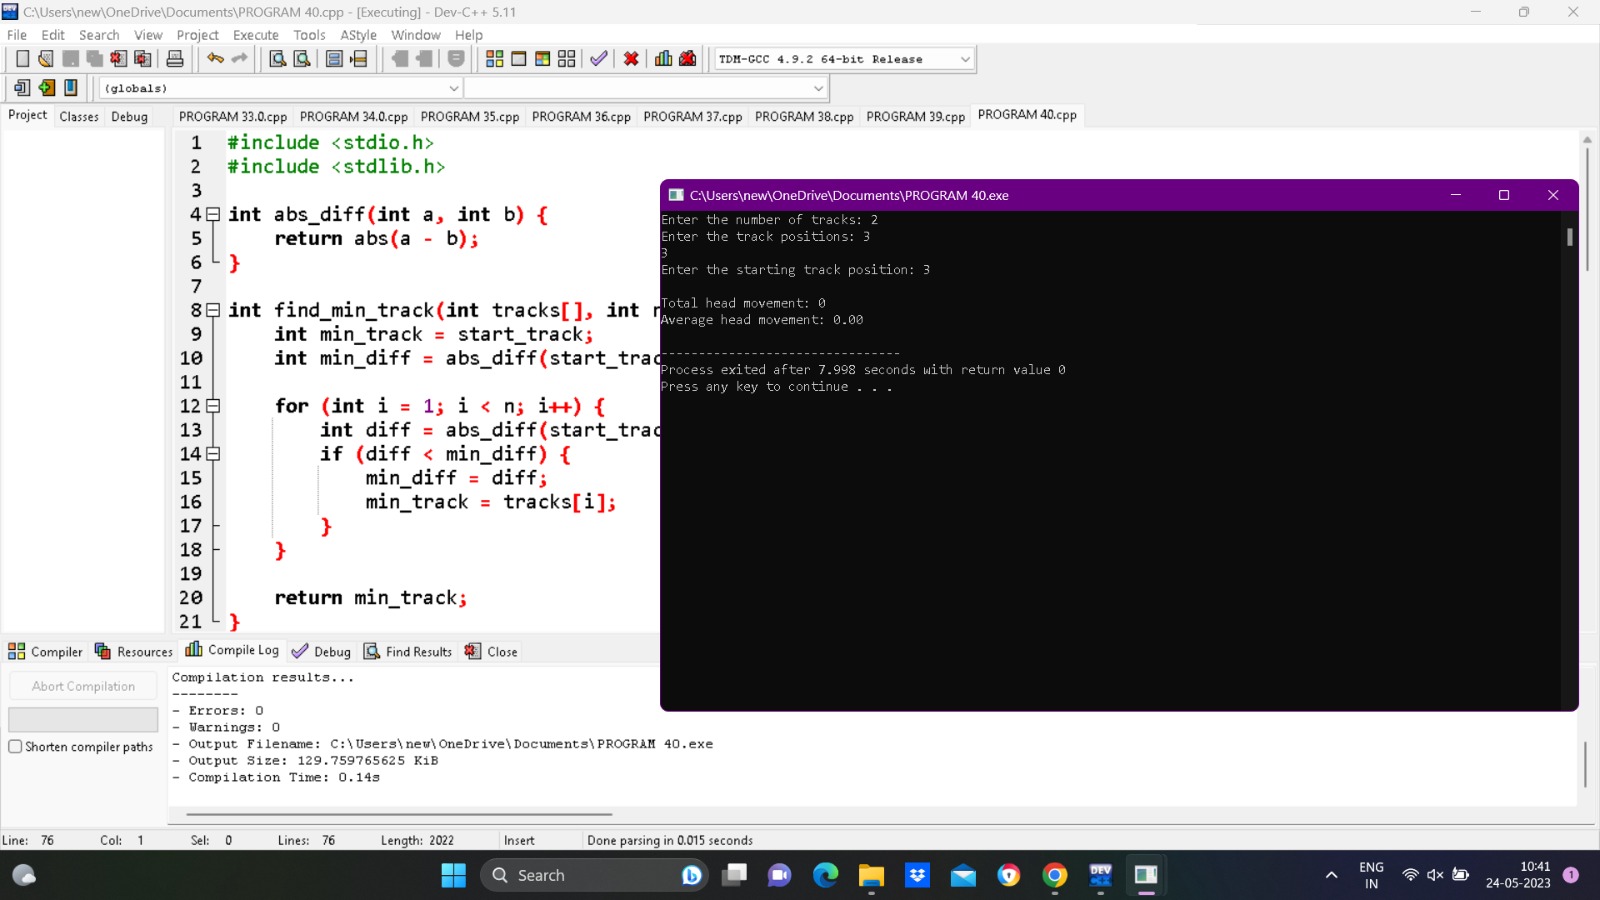 C:\Users\new\OneDrive\Documents\PROGRAM 40.cpp - [Executing] - Dev-C++ 5.11
File Edit Search View Project Execute Tools AStyle Window Help
TDM-GCC 4.9.2 64-bit Release
(globals)
Project Classes Debug
PROGRAM 33.0.cpp PROGRAM 34.0.cpp PROGRAM 35.cpp PROGRAM 36.cpp PROGRAM 37.cpp PROGRAM 38.cpp PROGRAM 39.cpp PROGRAM 40.cpp
1 #include <stdio.h>
2 #include <stdlib.h>
3
4 int abs_diff(int a, int b) {
5 return abs(a - b);
6 }
7
8 int find_min_track(int tracks[], int
9 int min_track = start_track;
10 int min_diff = abs_diff(start_trac
11
12 for (int i = 1; i < n; i++) {
13 int diff = abs_diff(start_trac
14 if (diff < min_diff) {
15 min_diff = diff;
16 min_track = tracks[i];
17 }
18 }
19
20 return min_track;
21 }
C:\Users\new\OneDrive\Documents\PROGRAM 40.exe
Enter the number of tracks: 2
Enter the track positions: 3
3
Enter the starting track position: 3
Total head movement: 0
Average head movement: 0.00
--------------------------------
Process exited after 7.998 seconds with return value 0
Press any key to continue . . .
Compiler Resources Compile Log Debug Find Results Close
Abort Compilation
Shorten compiler paths
Compilation results...
--------
- Errors: 0
- Warnings: 0
- Output Filename: C:\Users\new\OneDrive\Documents\PROGRAM 40.exe
- Output Size: 129.759765625 KiB
- Compilation Time: 0.14s
Line: 76 Col: 1 Sel: 0 Lines: 76 Length: 2022 Insert Done parsing in 0.015 seconds
Search
DEV C++
ENG
IN
10:41
24-05-2023
1